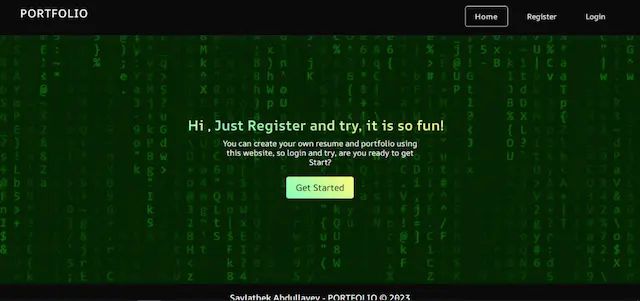 PORTFOLIO
Home Register Login
Hi , Just Register and try, it is so fun!
You can create your own resume and portfolio using
this website, so login and try, are you ready to get
Start?
Get Started
Savlatbek Abdullayev - PORTFOLIO © 2023